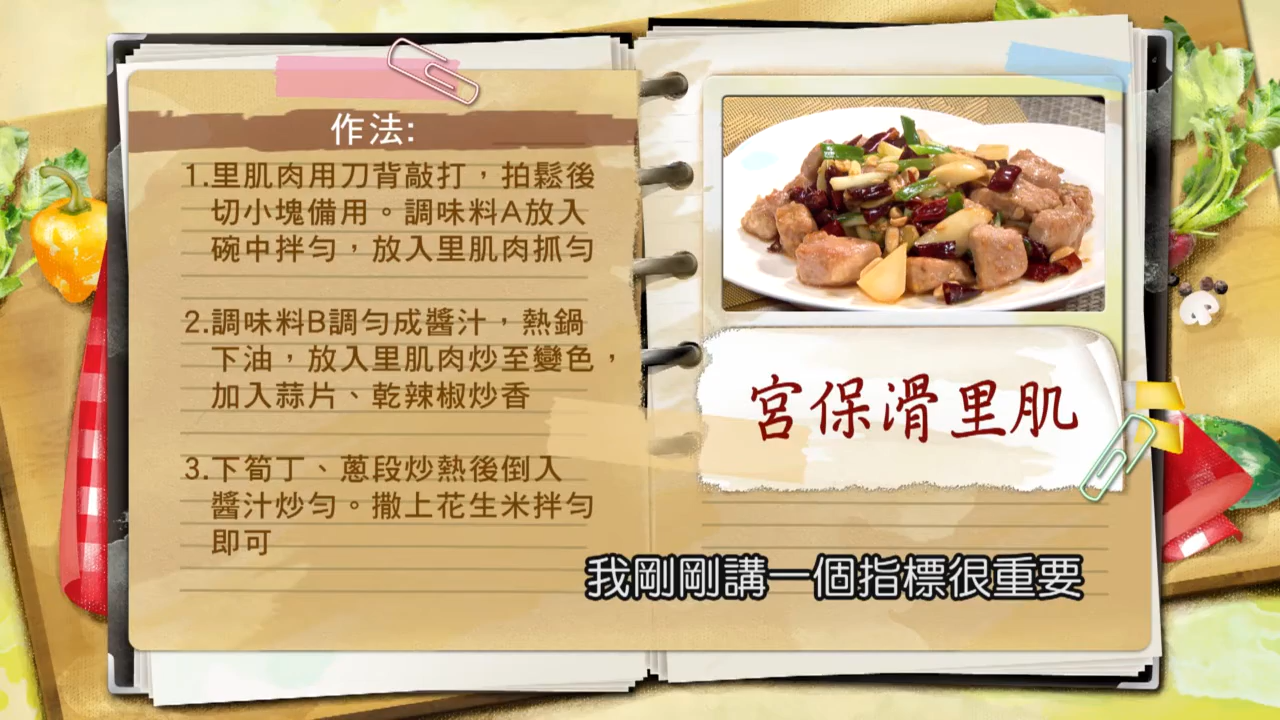 作法:
1.里肌肉用刀背敲打，拍鬆後
切小塊備用。調味料A放入
碗中拌勻，放入里肌肉抓勻
2.調味料B調勻成醬汁，熱鍋
下油，放入里肌肉炒至變色，
加入蒜片、乾辣椒炒香
3.下筍丁、蔥段炒熱後倒入
醬汁炒勻。撒上花生米拌勻
即可
宮保滑里肌
我剛剛講一個指標很重要